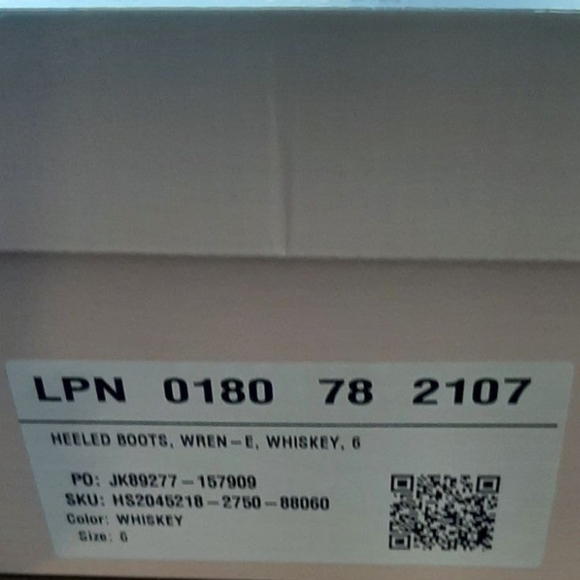 LPN 0180 78 2107
HEELED BOOTS, WREN-E, WHISKEY, 6
PO: JK89277-157909
SKU: HS2045218-2750-88060
Color: WHISKEY
Size: 6